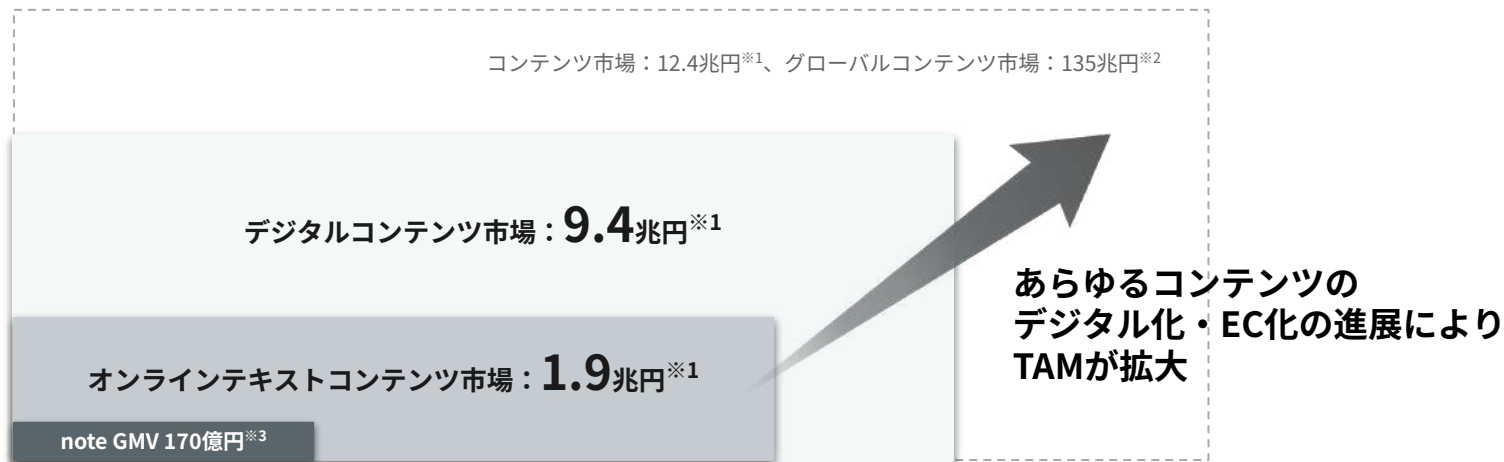 コンテンツ市場：12.4兆円※1、グローバルコンテンツ市場：135兆円※2
デジタルコンテンツ市場：9.4兆円※1
あらゆるコンテンツの
デジタル化・EC化の進展により
TAMが拡大
オンラインテキストコンテンツ市場：1.9兆円※1
note GMV 170億円※3